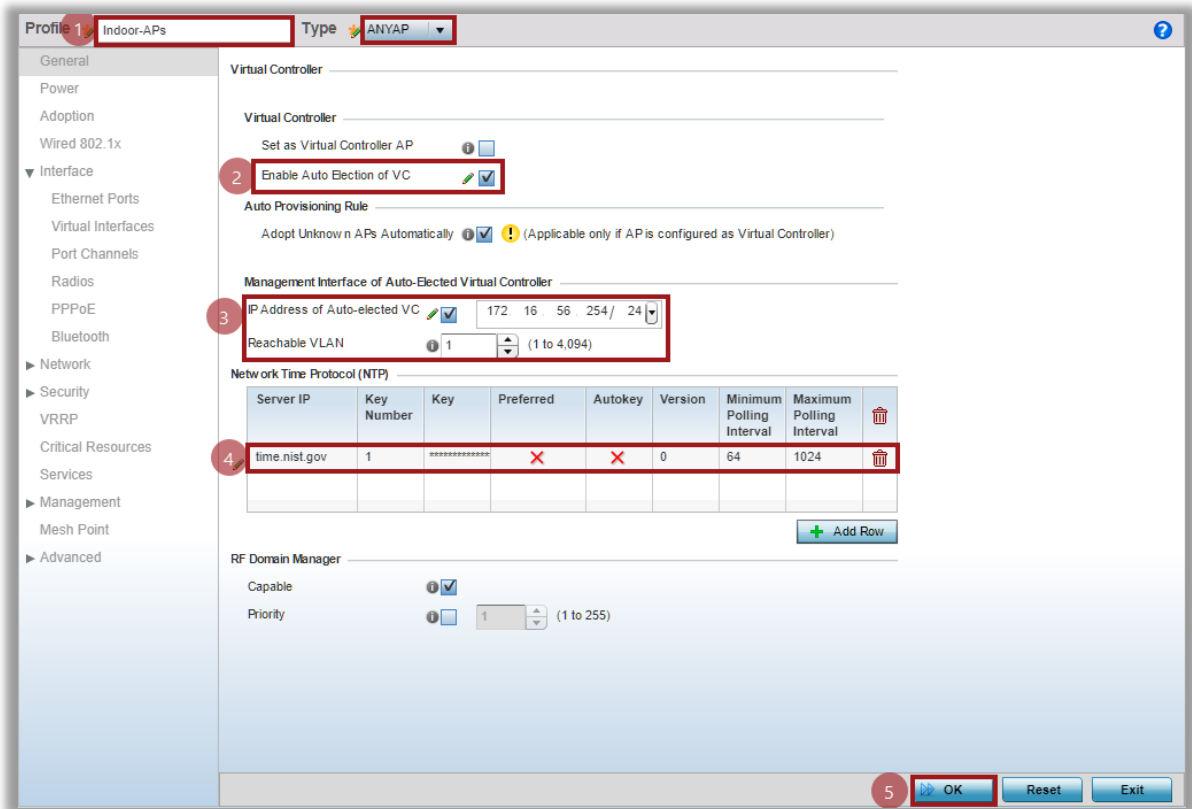 Profile 1 Indoor-APs Type ANYAP ?
General
Power
Adoption
Wired 802.1x
Interface
Ethernet Ports
Virtual Interfaces
Port Channels
Radios
PPPoE
Bluetooth
Network
Security
VRRP
Critical Resources
Services
Management
Mesh Point
Advanced
Virtual Controller
Virtual Controller
Set as Virtual Controller AP
2 Enable Auto Election of VC
Auto Provisioning Rule
Adopt Unknown APs Automatically ! (Applicable only if AP is configured as Virtual Controller)
Management Interface of Auto-Elected Virtual Controller
3 IP Address of Auto-elected VC 172 . 16 . 56 . 254 / 24
Reachable VLAN 1 (1 to 4,094)
Network Time Protocol (NTP)
Server IP Key Number Key Preferred Autokey Version Minimum Polling Interval Maximum Polling Interval
4 time.nist.gov 1 ************* 0 64 1024
Add Row
RF Domain Manager
Capable
Priority 1 (1 to 255)
5 OK Reset Exit